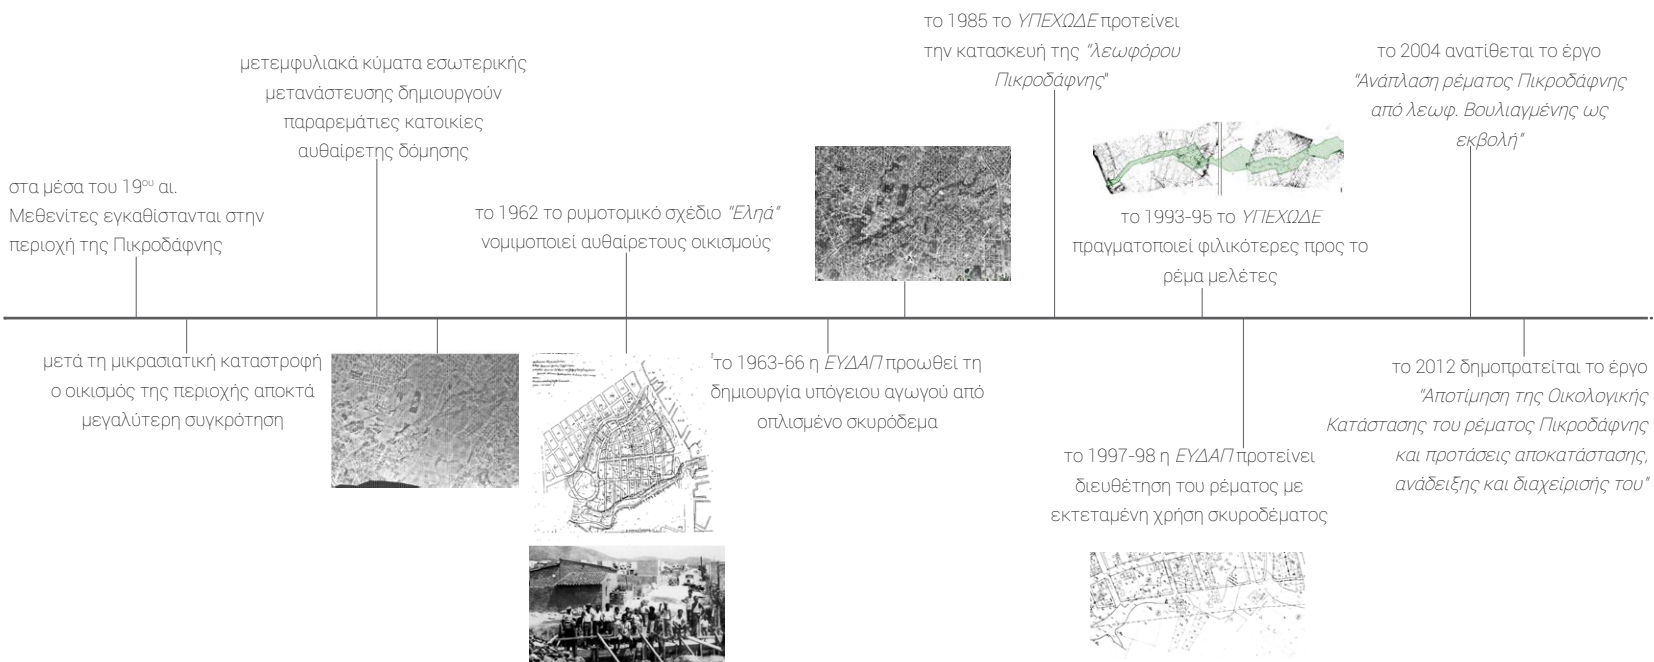 στα μέσα του 19ου αι.
Μεθενίτες εγκαθίστανται στην
περιοχή της Πικροδάφνης
μετά τη μικρασιατική καταστροφή
ο οικισμός της περιοχής αποκτά
μεγαλύτερη συγκρότηση
μετεμφυλιακά κύματα εσωτερικής
μετανάστευσης δημιουργούν
παραρεμάτιες κατοικίες
αυθαίρετης δόμησης
το 1962 το ρυμοτομικό σχέδιο "Εληά"
νομιμοποιεί αυθαίρετους οικισμούς
το 1963-66 η ΕΥΔΑΠ προωθεί τη
δημιουργία υπόγειου αγωγού από
οπλισμένο σκυρόδεμα
το 1985 το ΥΠΕΧΩΔΕ προτείνει
την κατασκευή της "λεωφόρου
Πικροδάφνης"
το 1993-95 το ΥΠΕΧΩΔΕ
πραγματοποιεί φιλικότερες προς το
ρέμα μελέτες
το 1997-98 η ΕΥΔΑΠ προτείνει
διευθέτηση του ρέματος με
εκτεταμένη χρήση σκυροδέματος
το 2004 ανατίθεται το έργο
"Ανάπλαση ρέματος Πικροδάφνης
από λεωφ. Βουλιαγμένης ως
εκβολή"
το 2012 δημοπρατείται το έργο
"Αποτίμηση της Οικολογικής
Κατάστασης του ρέματος Πικροδάφνης
και προτάσεις αποκατάστασης,
ανάδειξης και διαχείρισής του"